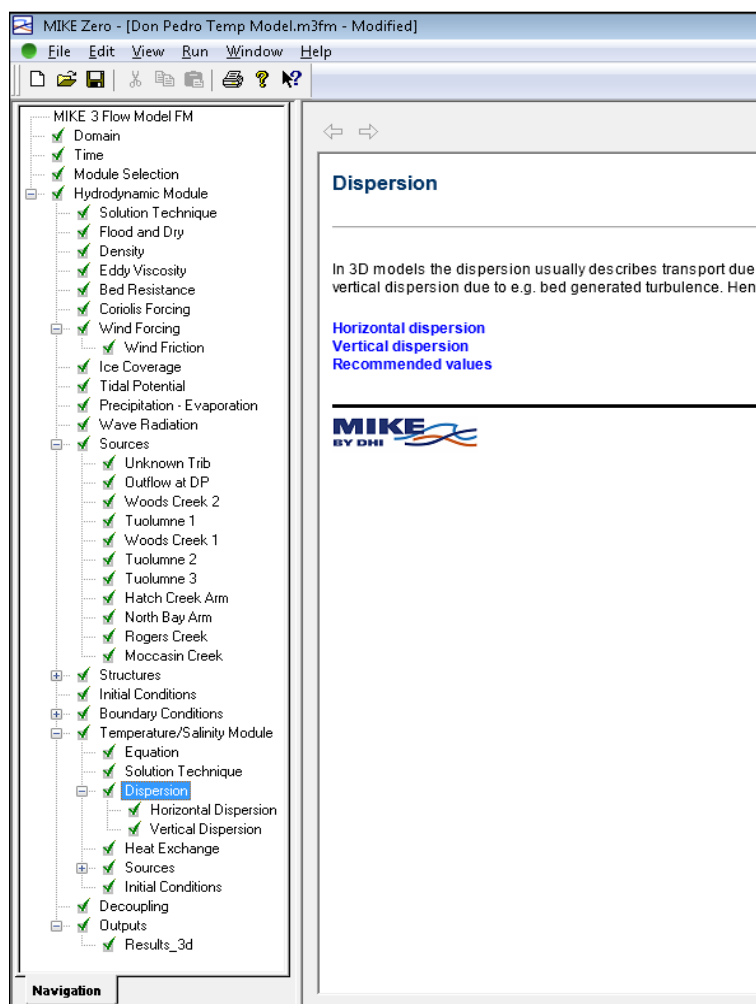 MIKE Zero - [Don Pedro Temp Model.m3fm - Modified]
File Edit View Run Window Help
MIKE 3 Flow Model FM
Domain
Time
Module Selection
Hydrodynamic Module
Solution Technique
Flood and Dry
Density
Eddy Viscosity
Bed Resistance
Coriolis Forcing
Wind Forcing
Wind Friction
Ice Coverage
Tidal Potential
Precipitation - Evaporation
Wave Radiation
Sources
Unknown Trib
Outflow at DP
Woods Creek 2
Tuolumne 1
Woods Creek 1
Tuolumne 2
Tuolumne 3
Hatch Creek Arm
North Bay Arm
Rogers Creek
Moccasin Creek
Structures
Initial Conditions
Boundary Conditions
Temperature/Salinity Module
Equation
Solution Technique
Dispersion
Horizontal Dispersion
Vertical Dispersion
Heat Exchange
Sources
Initial Conditions
Decoupling
Outputs
Results_3d
Navigation
Dispersion
In 3D models the dispersion usually describes transport due
vertical dispersion due to e.g. bed generated turbulence. Hen
Horizontal dispersion
Vertical dispersion
Recommended values
MIKE
BY DHI